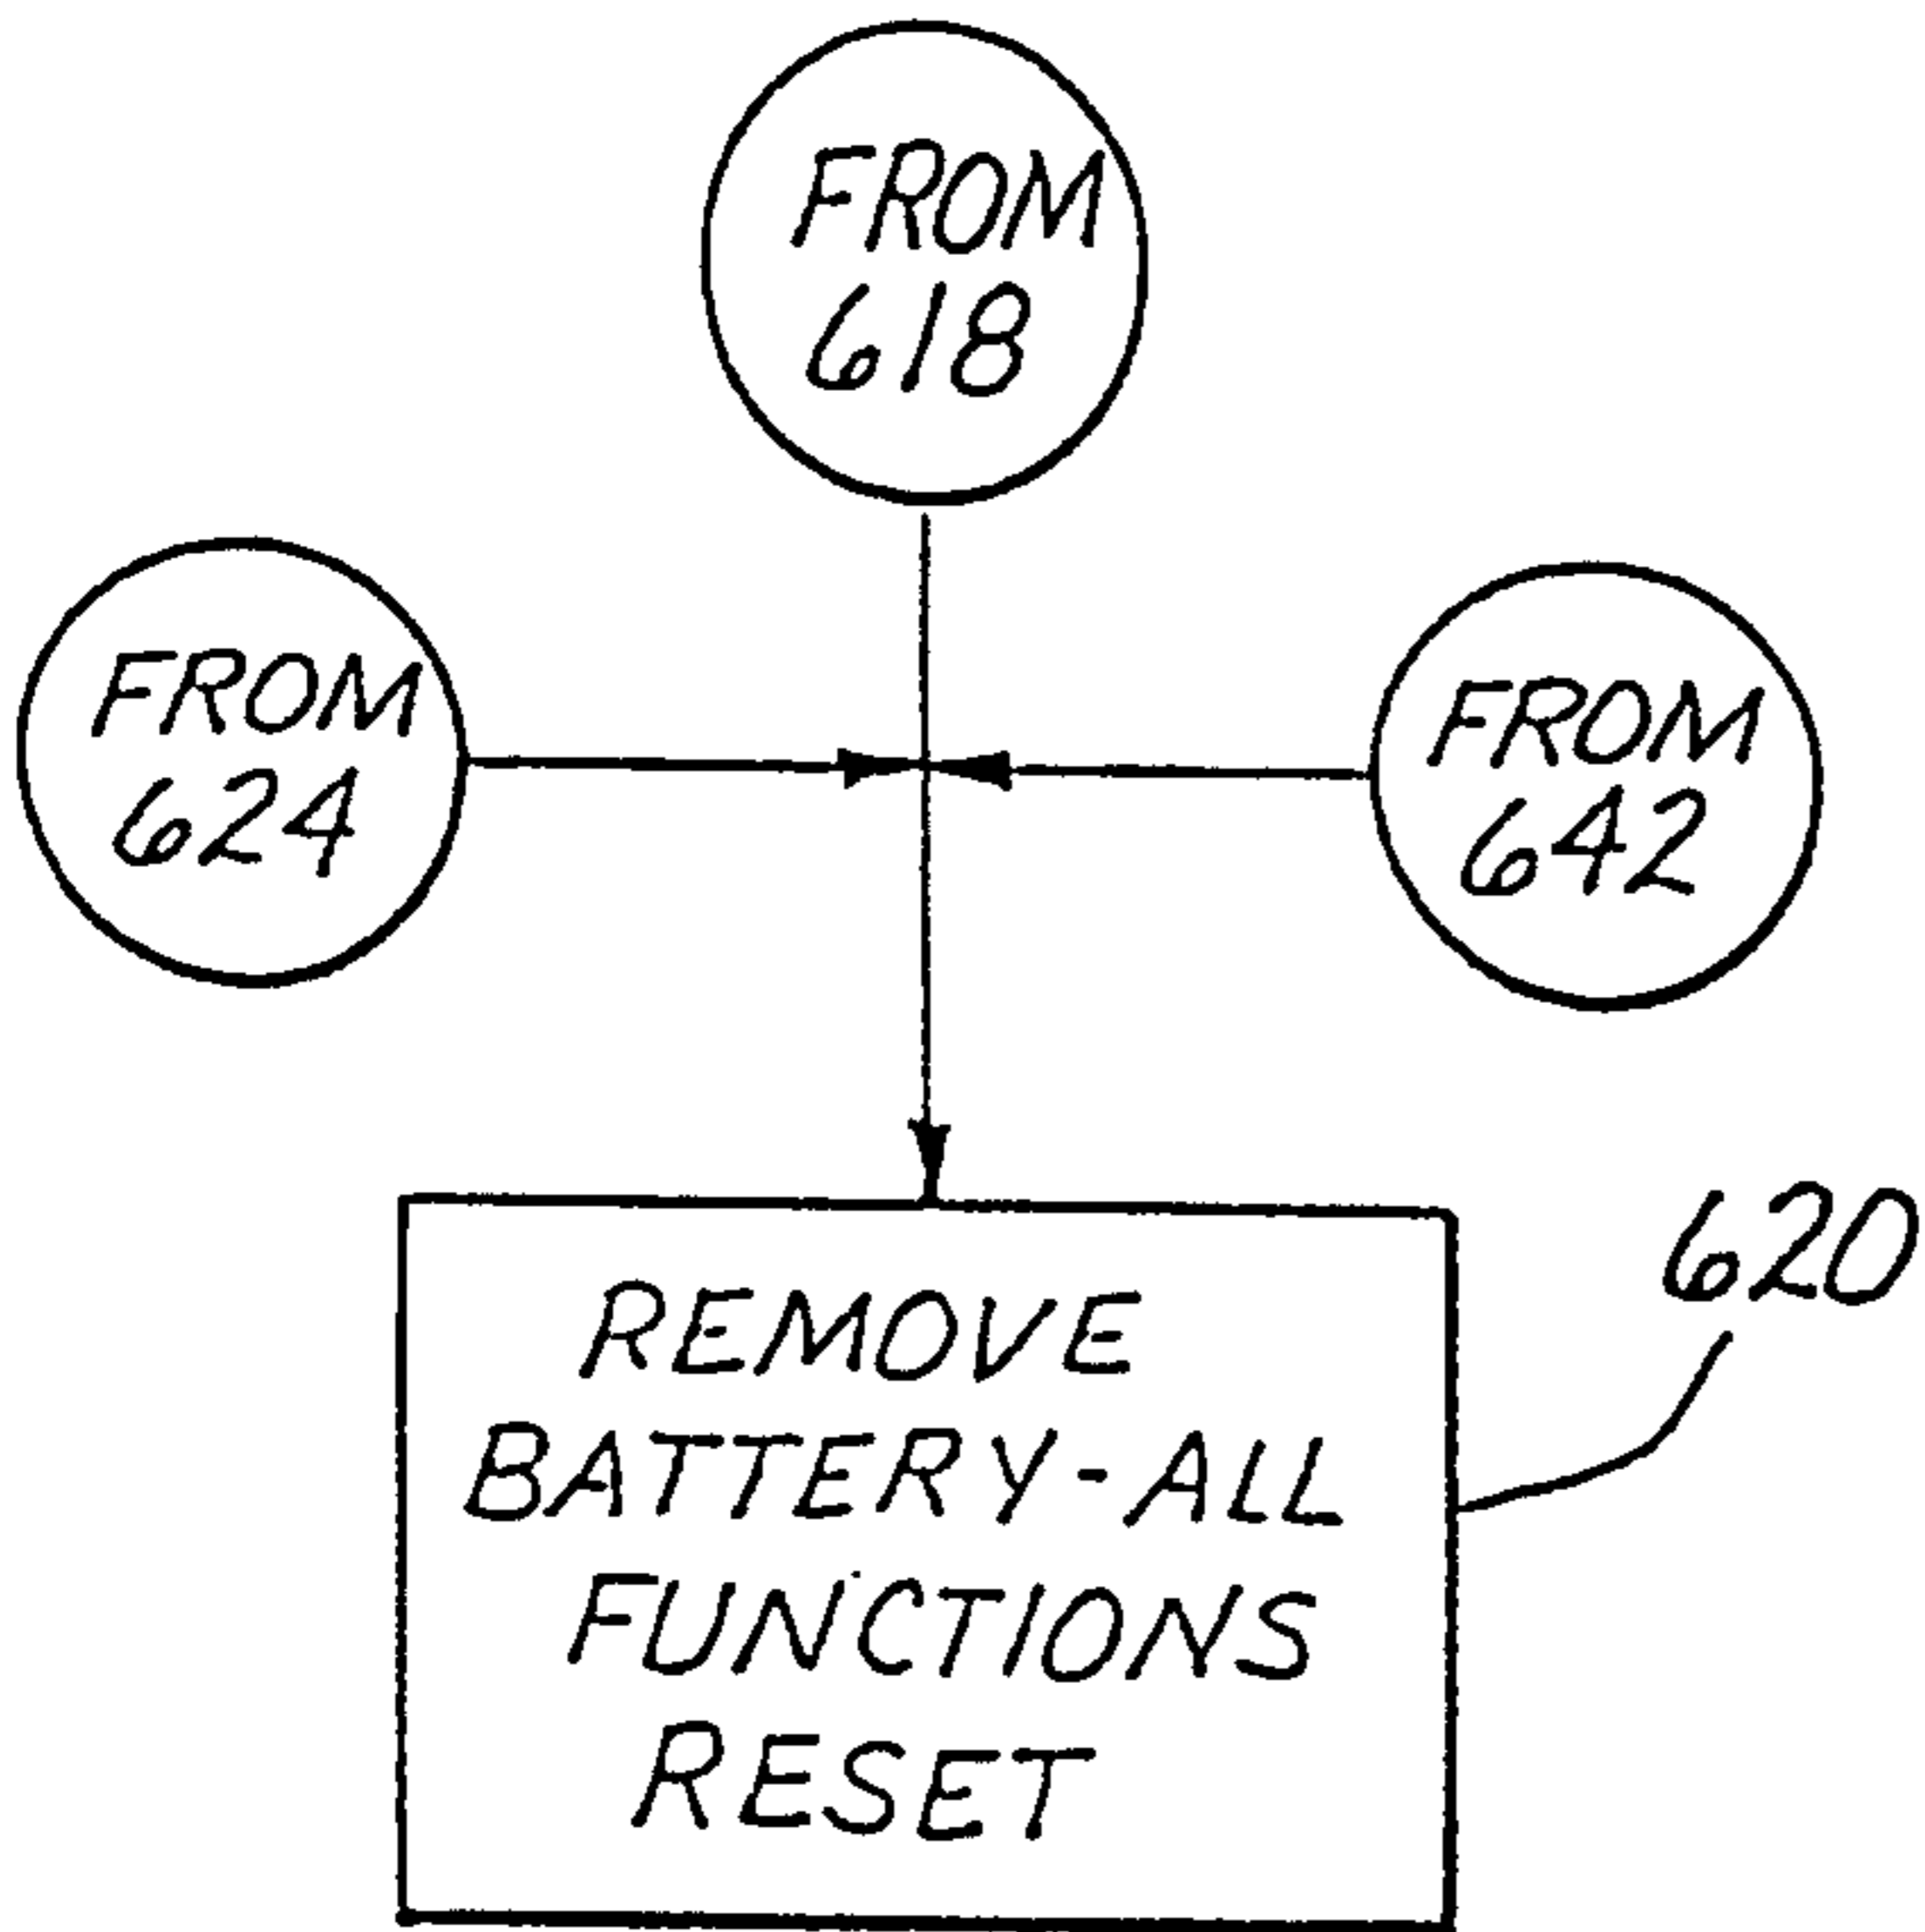 FROM
618
FROM
624
FROM
642
620
REMOVE
BATTERY-ALL
FUNCTIONS
RESET